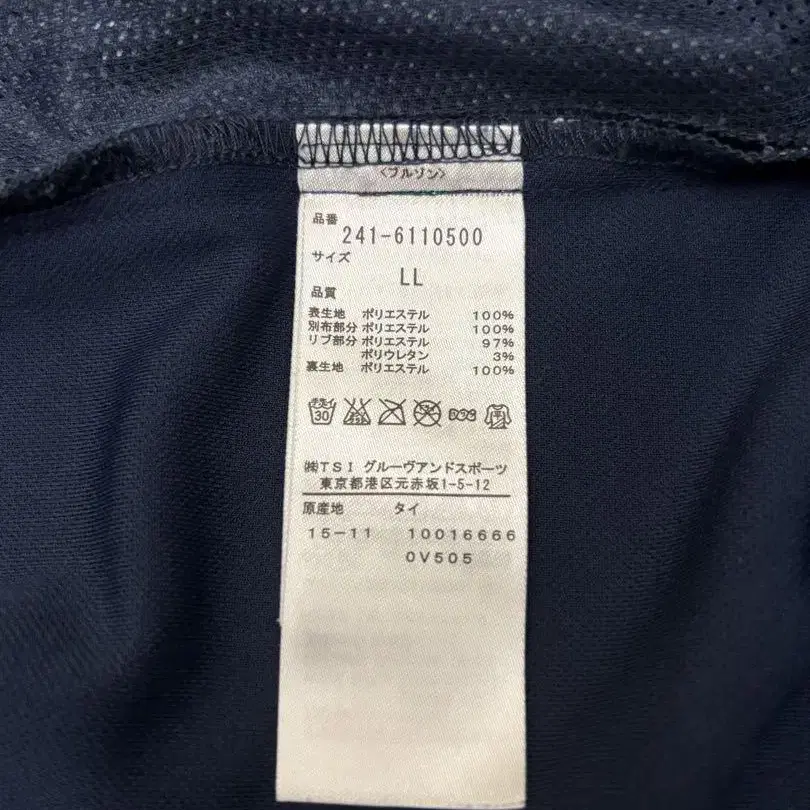 <ブルゾン>
品番
241-6110500
サイズ
LL
品質
表生地 ポリエステル 100%
別布部分 ポリエステル 100%
リブ部分 ポリエステル 97%
ポリウレタン 3%
裏生地 ポリエステル 100%
30
㈱TSI グルーヴアンドスポーツ
東京都港区元赤坂1-5-12
原産地 タイ
15-11 10016666
0V505